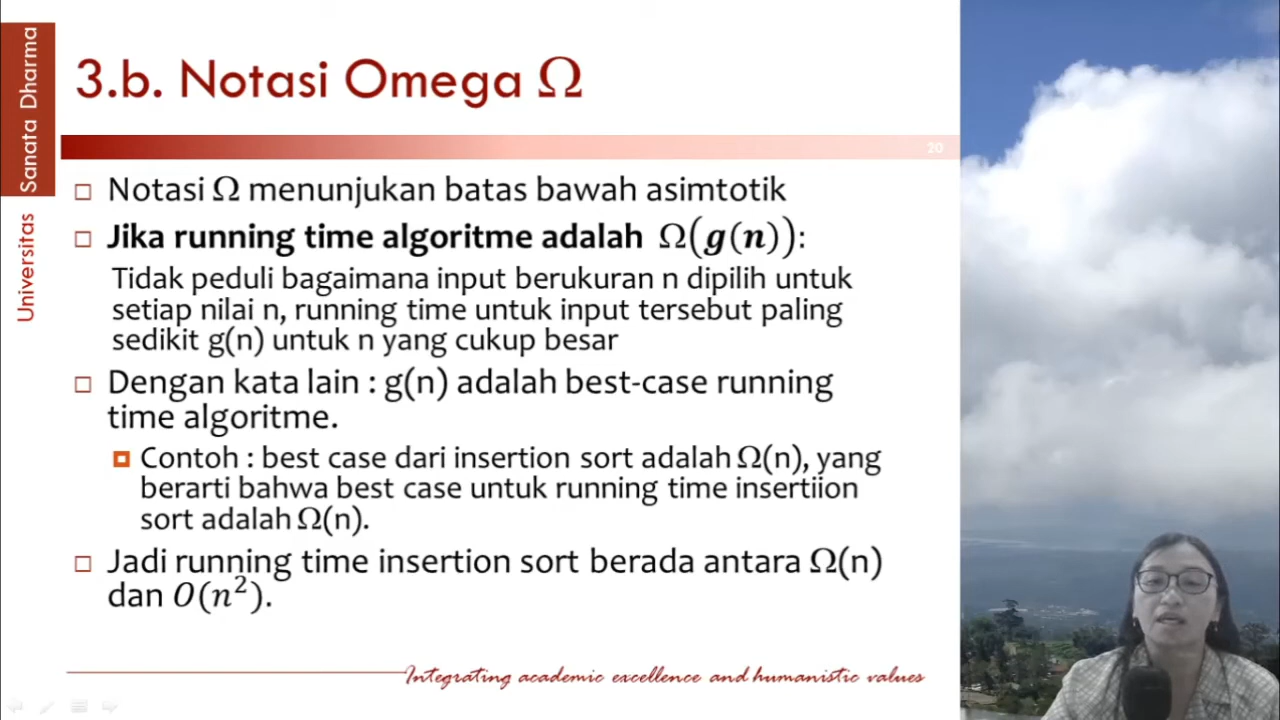 Universitas Sanata Dharma
3.b. Notasi Omega Ω
20
Notasi Ω menunjukan batas bawah asimtotik
Jika running time algoritme adalah Ω(g(n)):
Tidak peduli bagaimana input berukuran n dipilih untuk
setiap nilai n, running time untuk input tersebut paling
sedikit g(n) untuk n yang cukup besar
Dengan kata lain : g(n) adalah best-case running
time algoritme.
Contoh : best case dari insertion sort adalah Ω(n), yang
berarti bahwa best case untuk running time insertiion
sort adalah Ω(n).
Jadi running time insertion sort berada antara Ω(n)
dan O(n²).
Integrating academic excellence and humanistic values